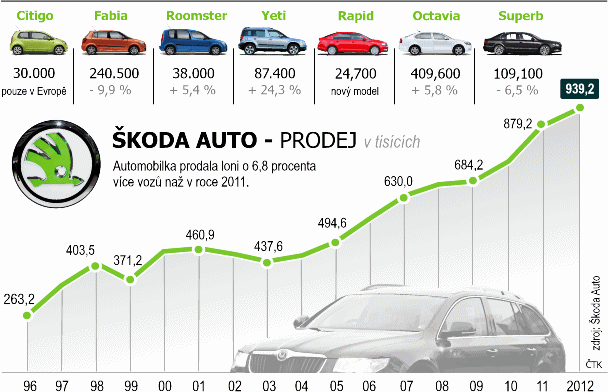 Citigo Fabia Roomster Yeti Rapid Octavia Superb
30.000 240.500 38.000 87.400 24,700 409,600 109,100
pouze v Evropě - 9,9 % + 5,4 % + 24,3 % nový model + 5,8 % - 6,5 %
939,2
ŠKODA AUTO - PRODEJ v tisících
Automobilka prodala loni o 6,8 procenta
více vozů naž v roce 2011.
879,2
684,2
630,0
494,6
460,9
437,6
403,5
371,2
263,2
zdroj: Škoda Auto
ČTK
96 97 98 99 00 01 02 03 04 05 06 07 08 09 10 11 2012